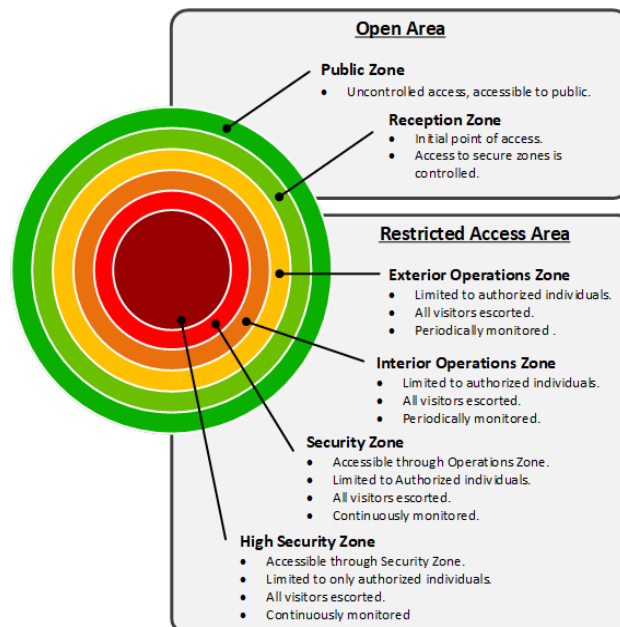 Open Area
Public Zone
• Uncontrolled access, accessible to public.
Reception Zone
• Initial point of access.
• Access to secure zones is
controlled.
Restricted Access Area
Exterior Operations Zone
• Limited to authorized individuals.
• All visitors escorted.
• Periodically monitored .
Interior Operations Zone
• Limited to authorized individuals.
• All visitors escorted.
• Periodically monitored.
Security Zone
• Accessible through Operations Zone.
• Limited to Authorized individuals.
• All visitors escorted.
• Continuously monitored.
High Security Zone
• Accessible through Security Zone.
• Limited to only authorized individuals.
• All visitors escorted.
• Continuously monitored